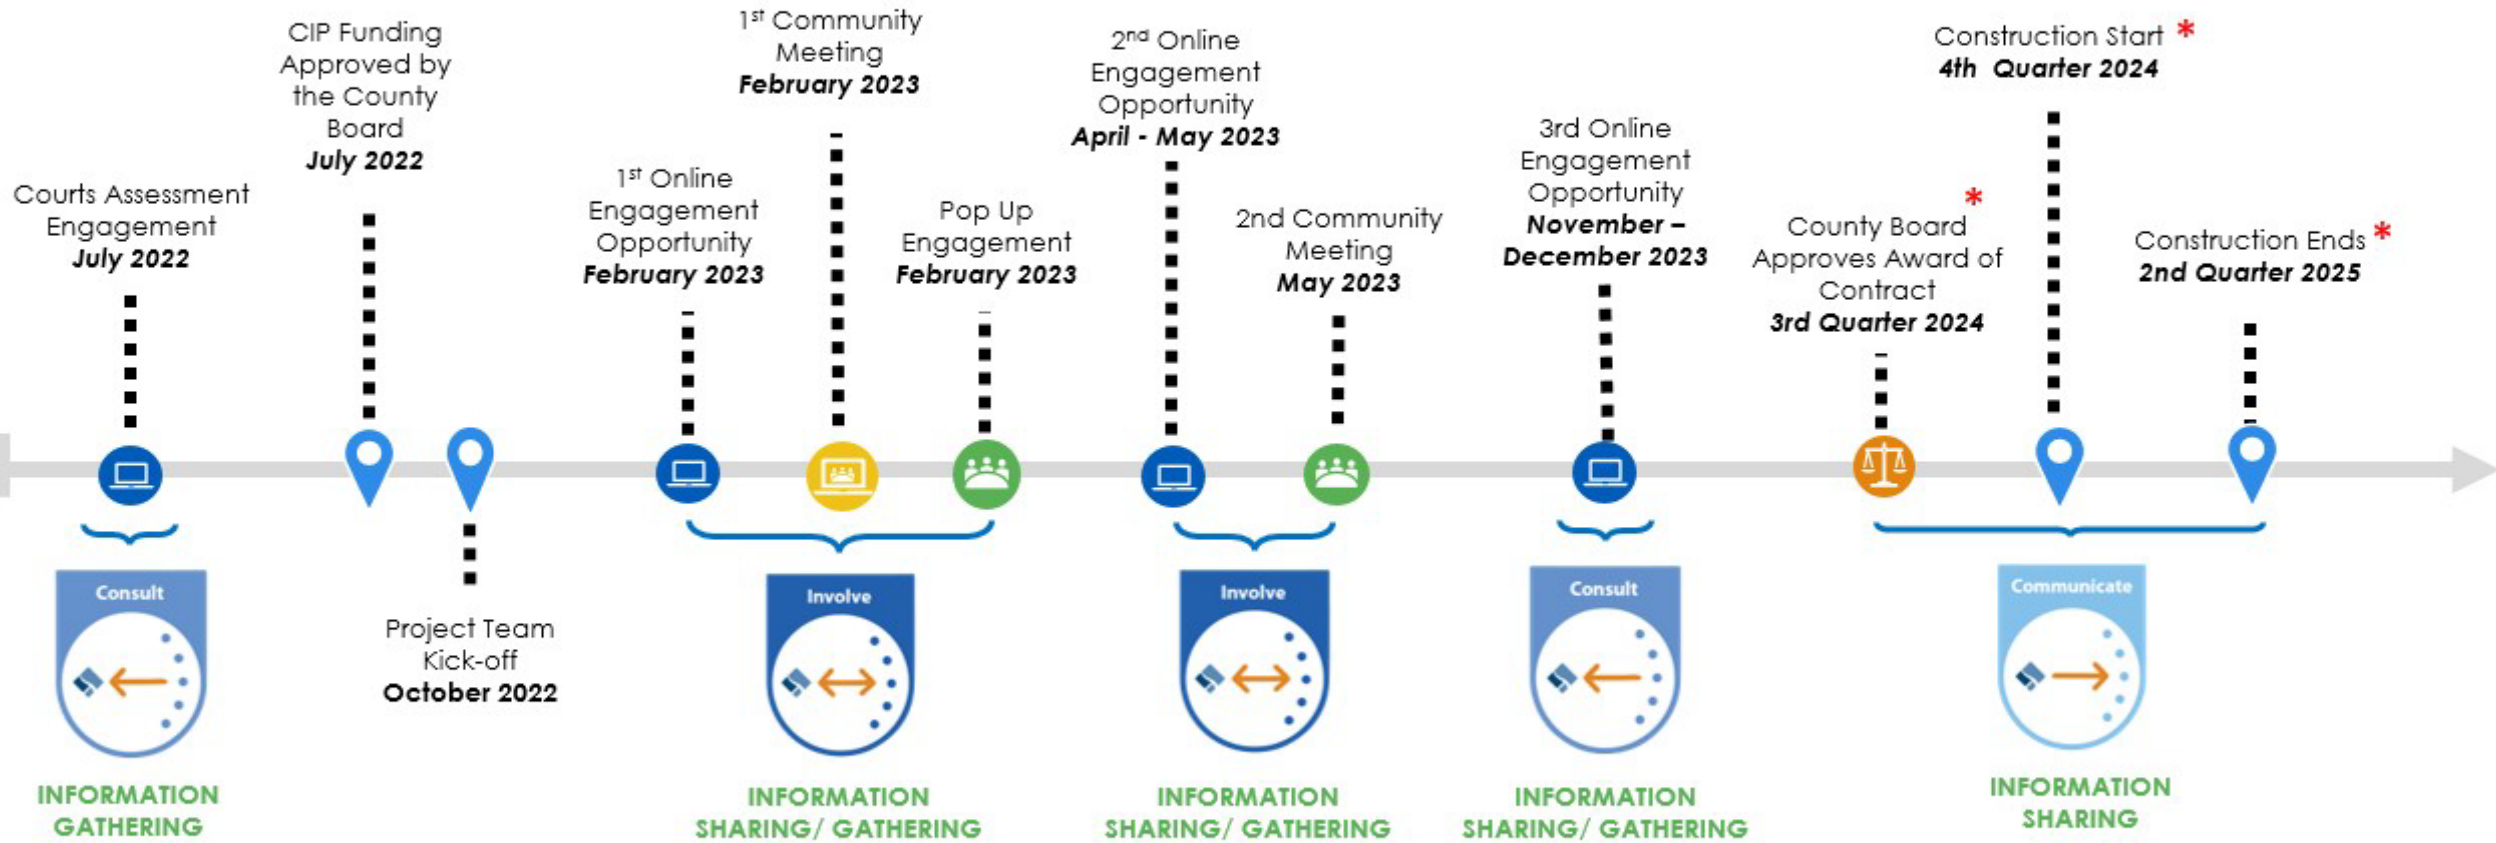 Courts Assessment
Engagement
July 2022
CIP Funding
Approved by
the County
Board
July 2022
Project Team
Kick-off
October 2022
1st Online
Engagement
Opportunity
February 2023
1st Community
Meeting
February 2023
Pop Up
Engagement
February 2023
2nd Online
Engagement
Opportunity
April - May 2023
2nd Community
Meeting
May 2023
3rd Online
Engagement
Opportunity
November –
December 2023
County Board *
Approves Award of
Contract
3rd Quarter 2024
Construction Start *
4th Quarter 2024
Construction Ends *
2nd Quarter 2025
Consult
INFORMATION
GATHERING
Involve
INFORMATION
SHARING/ GATHERING
Involve
INFORMATION
SHARING/ GATHERING
Consult
INFORMATION
SHARING/ GATHERING
Communicate
INFORMATION
SHARING